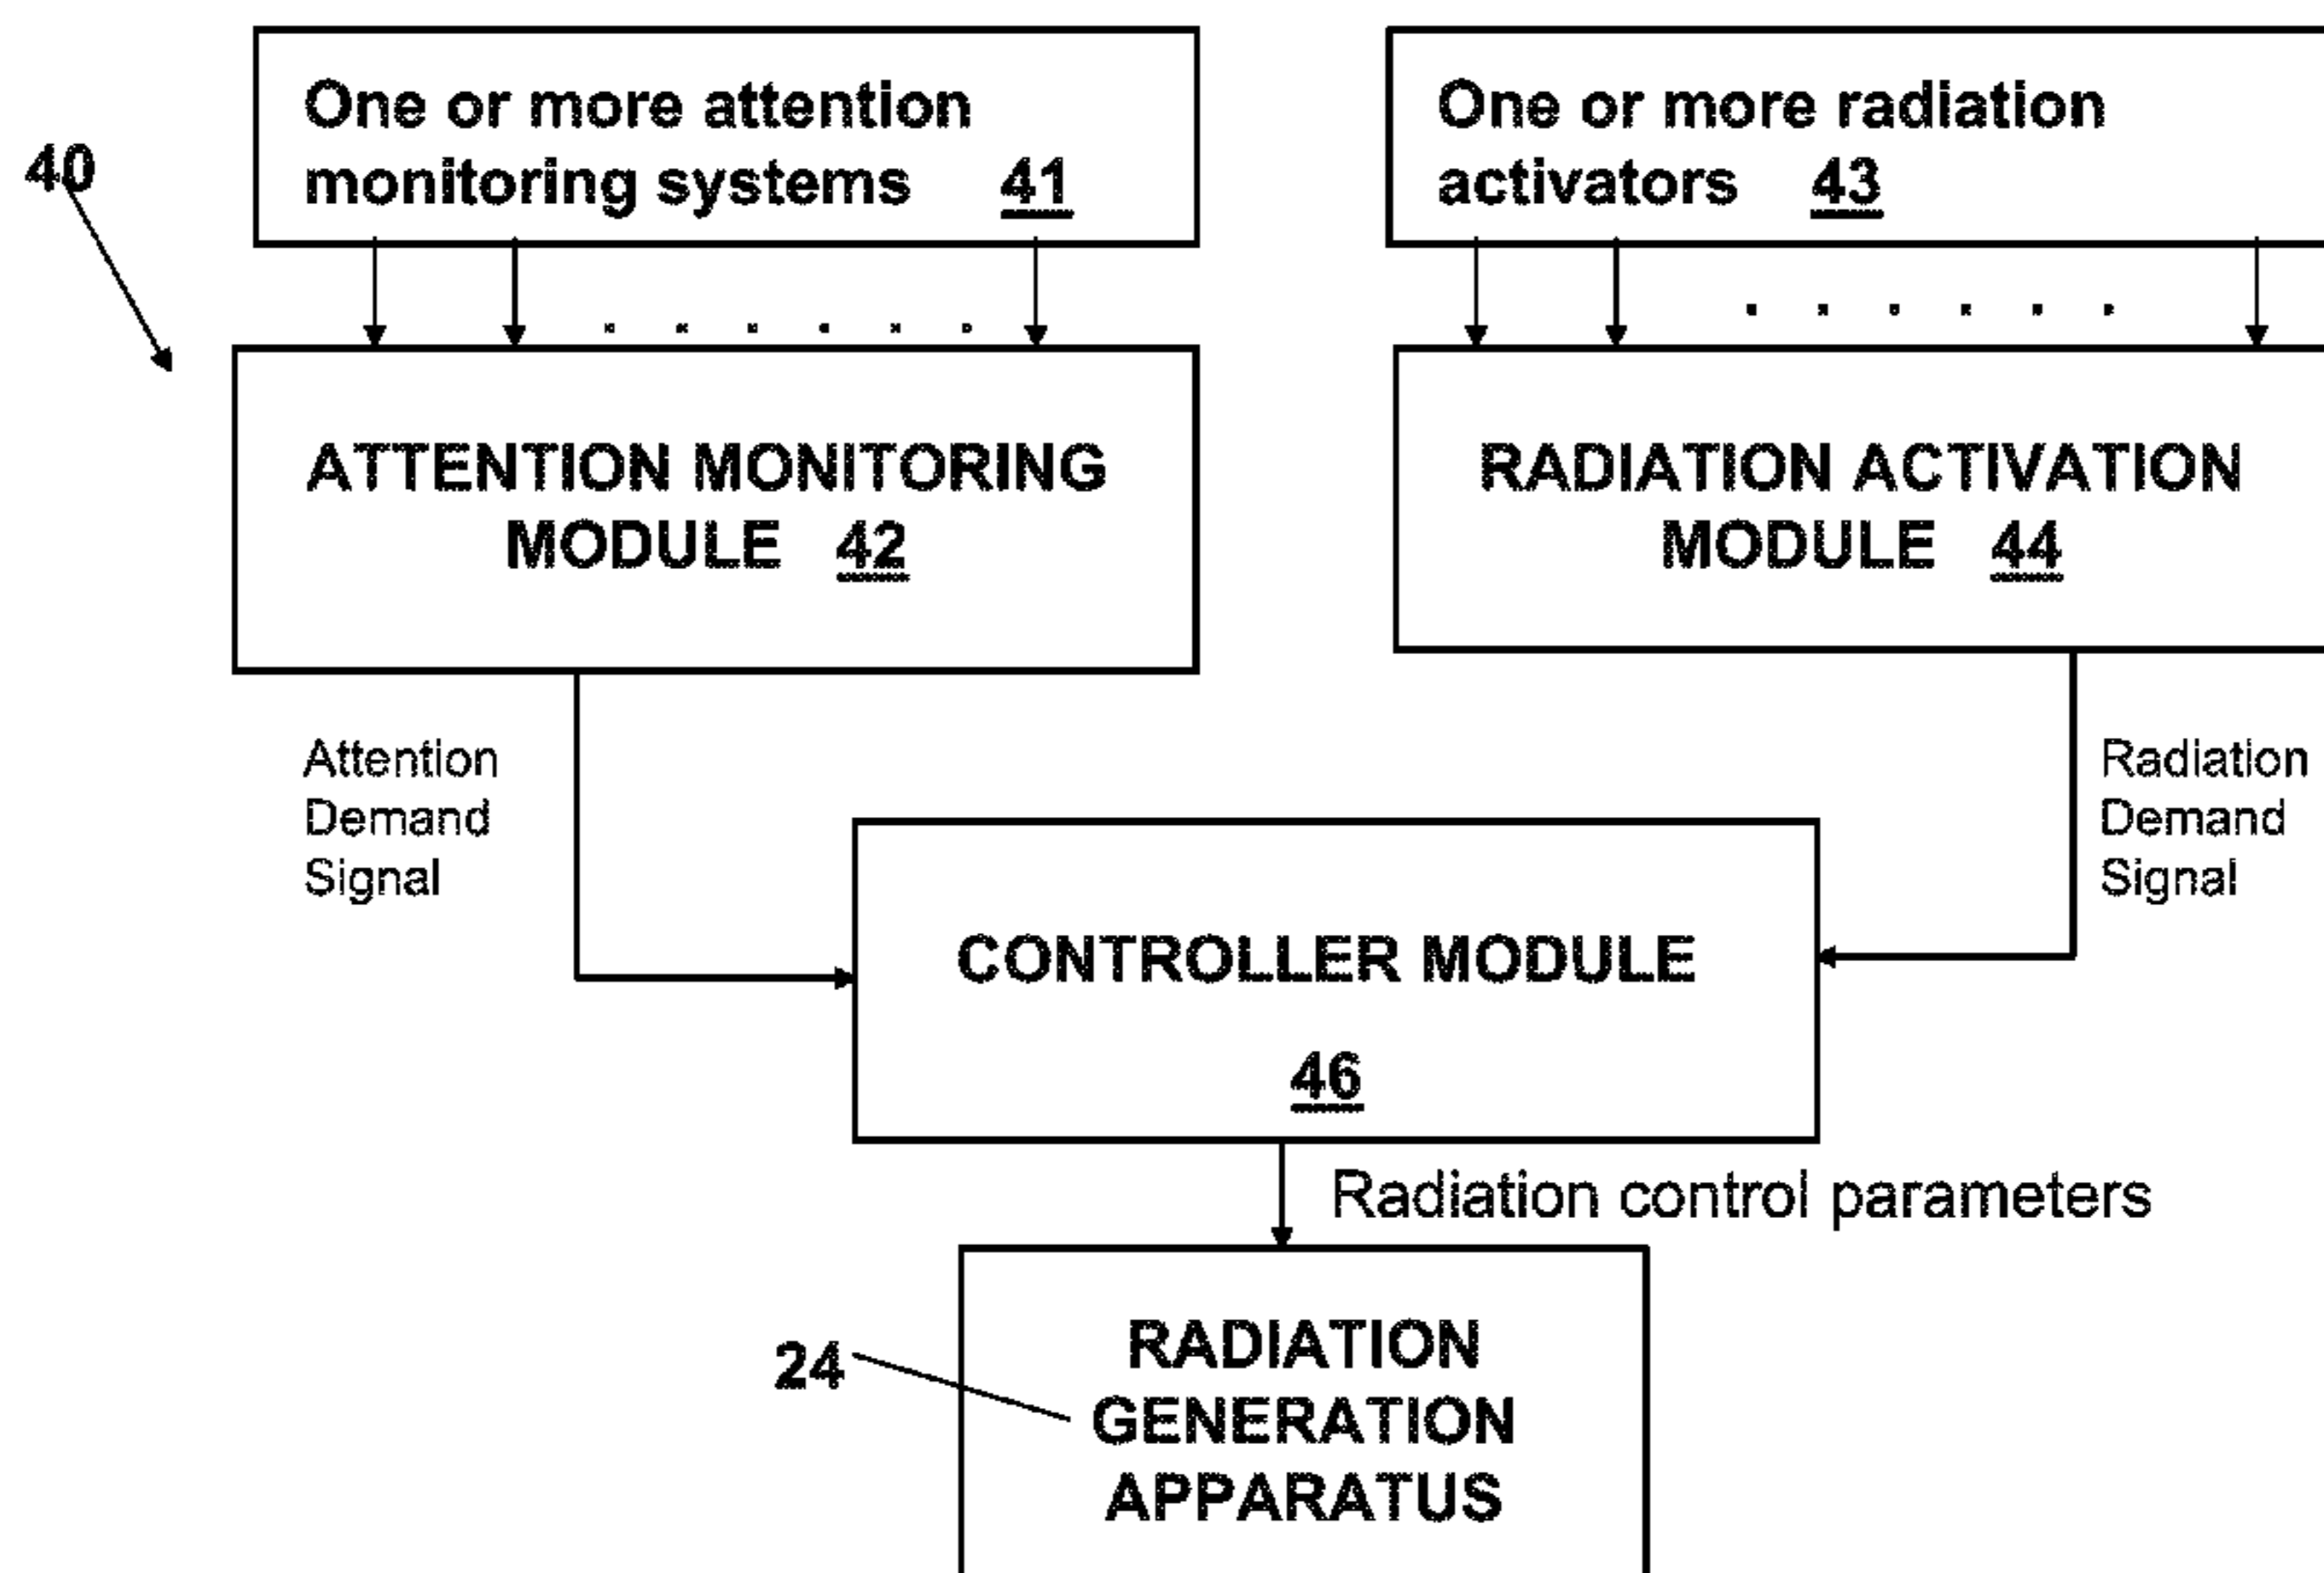 One or more attention
monitoring systems 41
One or more radiation
activators 43
40
ATTENTION MONITORING
MODULE 42
RADIATION ACTIVATION
MODULE 44
Attention
Demand
Signal
Radiation
Demand
Signal
CONTROLLER MODULE
46
Radiation control parameters
24
RADIATION
GENERATION
APPARATUS